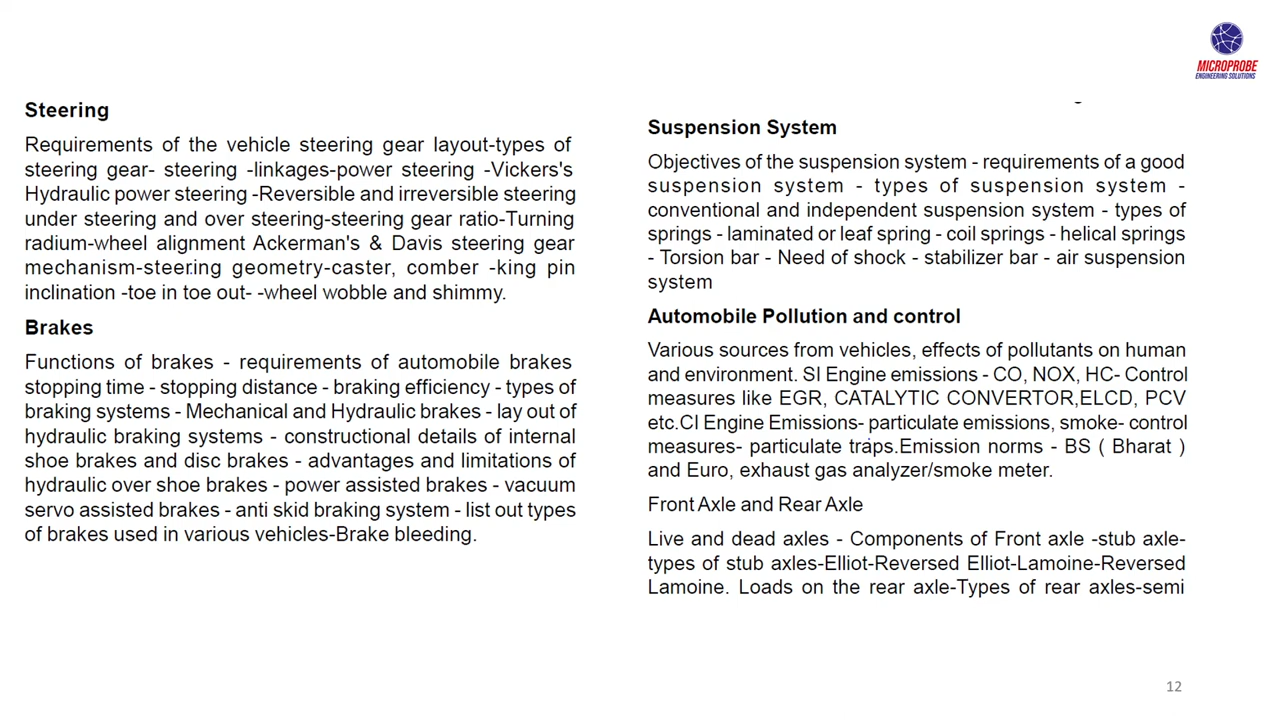 MICROPROBE
ENGINEERING SOLUTIONS
Steering
Requirements of the vehicle steering gear layout-types of
steering gear- steering -linkages-power steering -Vickers's
Hydraulic power steering -Reversible and irreversible steering
under steering and over steering-steering gear ratio-Turning
radium-wheel alignment Ackerman's & Davis steering gear
mechanism-steering geometry-caster, comber -king pin
inclination -toe in toe out- -wheel wobble and shimmy.
Brakes
Functions of brakes - requirements of automobile brakes
stopping time - stopping distance - braking efficiency - types of
braking systems - Mechanical and Hydraulic brakes - lay out of
hydraulic braking systems - constructional details of internal
shoe brakes and disc brakes - advantages and limitations of
hydraulic over shoe brakes - power assisted brakes - vacuum
servo assisted brakes - anti skid braking system - list out types
of brakes used in various vehicles-Brake bleeding.
Suspension System
Objectives of the suspension system - requirements of a good
suspension system - types of suspension system -
conventional and independent suspension system - types of
springs - laminated or leaf spring - coil springs - helical springs
- Torsion bar - Need of shock - stabilizer bar - air suspension
system
Automobile Pollution and control
Various sources from vehicles, effects of pollutants on human
and environment. SI Engine emissions - CO, NOX, HC- Control
measures like EGR, CATALYTIC CONVERTOR,ELCD, PCV
etc.CI Engine Emissions- particulate emissions, smoke- control
measures- particulate traps.Emission norms - BS ( Bharat )
and Euro, exhaust gas analyzer/smoke meter.
Front Axle and Rear Axle
Live and dead axles - Components of Front axle -stub axle-
types of stub axles-Elliot-Reversed Elliot-Lamoine-Reversed
Lamoine. Loads on the rear axle-Types of rear axles-semi
12